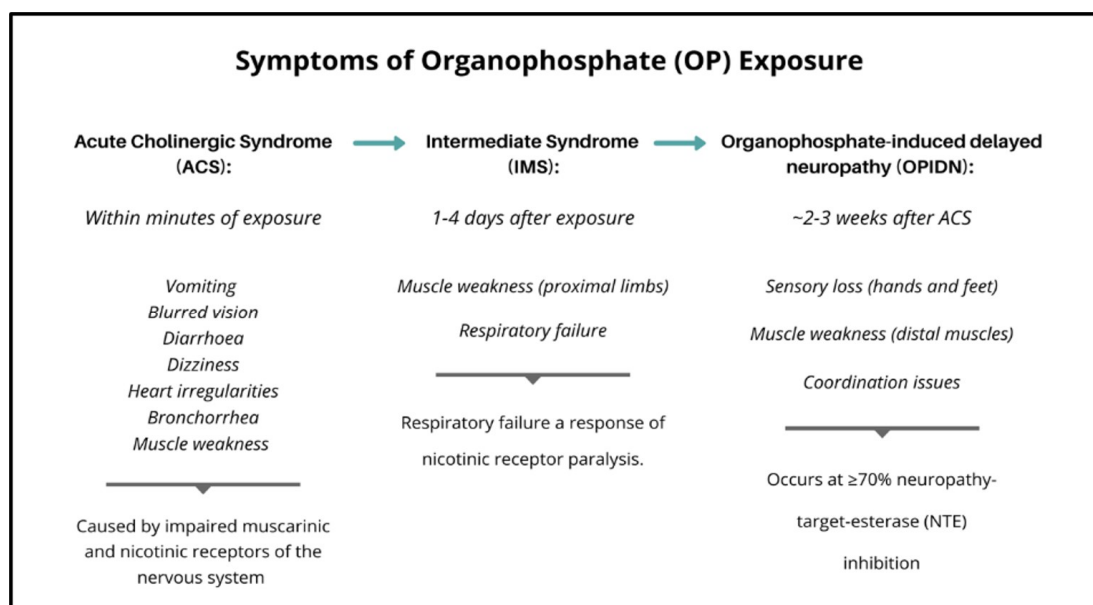 Symptoms of Organophosphate (OP) Exposure
Acute Cholinergic Syndrome
(ACS):
Within minutes of exposure
Vomiting
Blurred vision
Diarrhoea
Dizziness
Heart irregularities
Bronchorrhea
Muscle weakness
Caused by impaired muscarinic
and nicotinic receptors of the
nervous system
Intermediate Syndrome
(IMS):
1-4 days after exposure
Muscle weakness (proximal limbs)
Respiratory failure
Respiratory failure a response of
nicotinic receptor paralysis.
Organophosphate-induced delayed
neuropathy (OPIDN):
~2-3 weeks after ACS
Sensory loss (hands and feet)
Muscle weakness (distal muscles)
Coordination issues
Occurs at ≥70% neuropathy-
target-esterase (NTE)
inhibition